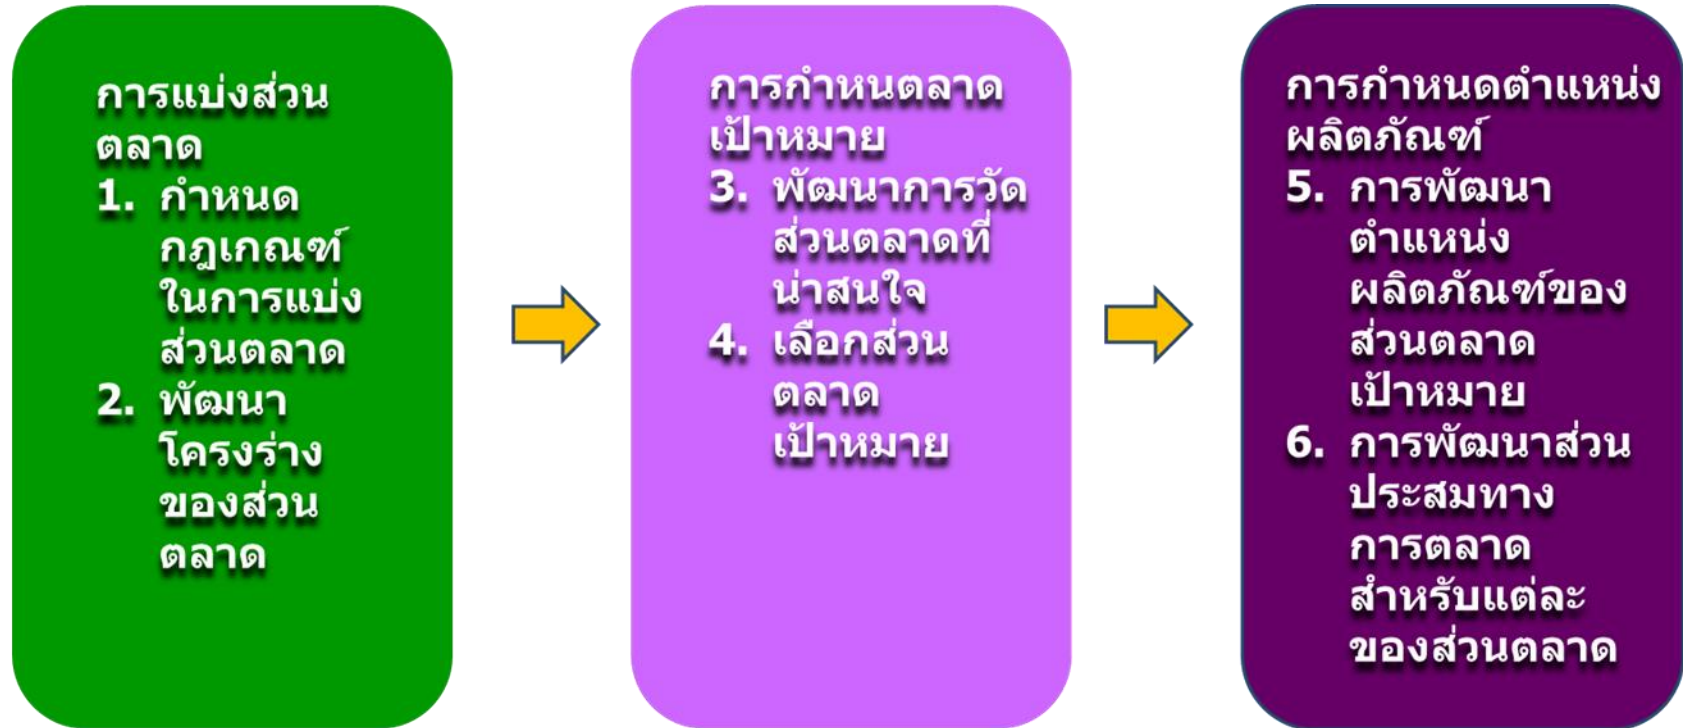 การแบ่งส่วน
ตลาด
1. กำหนด
กฎเกณฑ์
ในการแบ่ง
ส่วนตลาด
2. พัฒนา
โครงร่าง
ของส่วน
ตลาด
การกำหนตลาด
เป้าหมาย
3. พัฒนาการวัด
ส่วนตลาดที่
น่าสนใจ
4. เลือกส่วน
ตลาด
เป้าหมาย
การกำหนดตำแหน่ง
ผลิตภัณฑ์
5. การพัฒนา
ตำแหน่ง
ผลิตภัณฑ์ของ
ส่วนตลาด
เป้าหมาย
6. การพัฒนาส่วน
ประสมทาง
การตลาด
สำหรับแต่ละ
ของส่วนตลาด